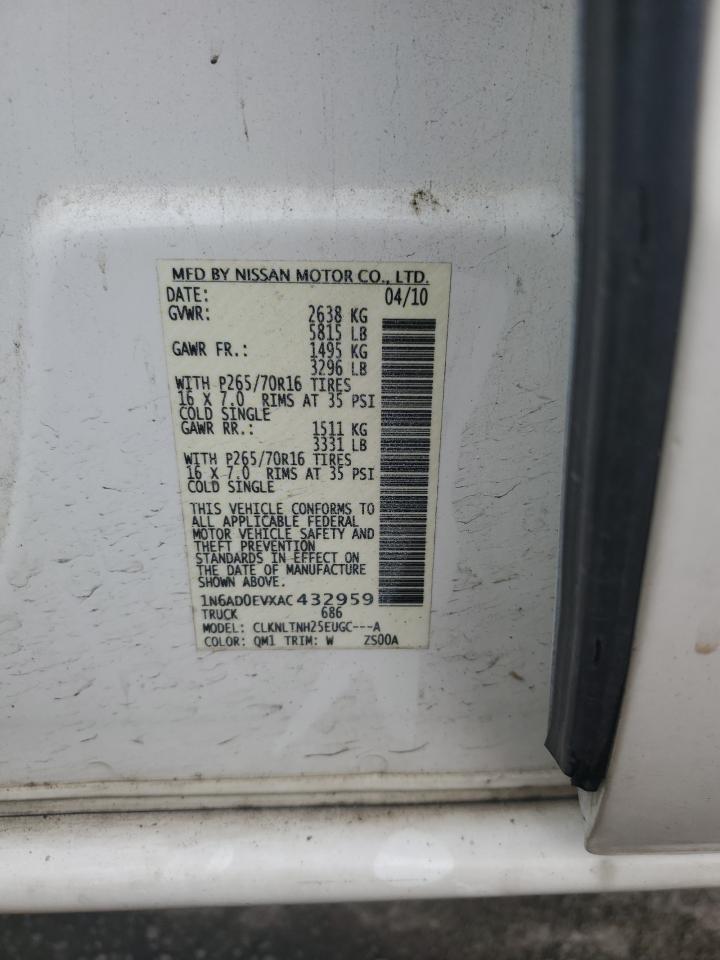 MFD BY NISSAN MOTOR CO., LTD.
DATE: 04/10
GVWR: 2638 KG
5815 LB
GAWR FR.: 1495 KG
3296 LB
WITH P265/70R16 TIRES
16 X 7.0 RIMS AT 35 PSI
COLD SINGLE
GAWR RR.: 1511 KG
3331 LB
WITH P265/70R16 TIRES
16 X 7.0 RIMS AT 35 PSI
COLD SINGLE
THIS VEHICLE CONFORMS TO
ALL APPLICABLE FEDERAL
MOTOR VEHICLE SAFETY AND
THEFT PREVENTION
STANDARDS IN EFFECT ON
THE DATE OF MANUFACTURE
SHOWN ABOVE.
1N6AD0EVXAC432959
TRUCK 686
MODEL: CLKNLTNH25EUGC---A
COLOR: QM1 TRIM: W ZS00A